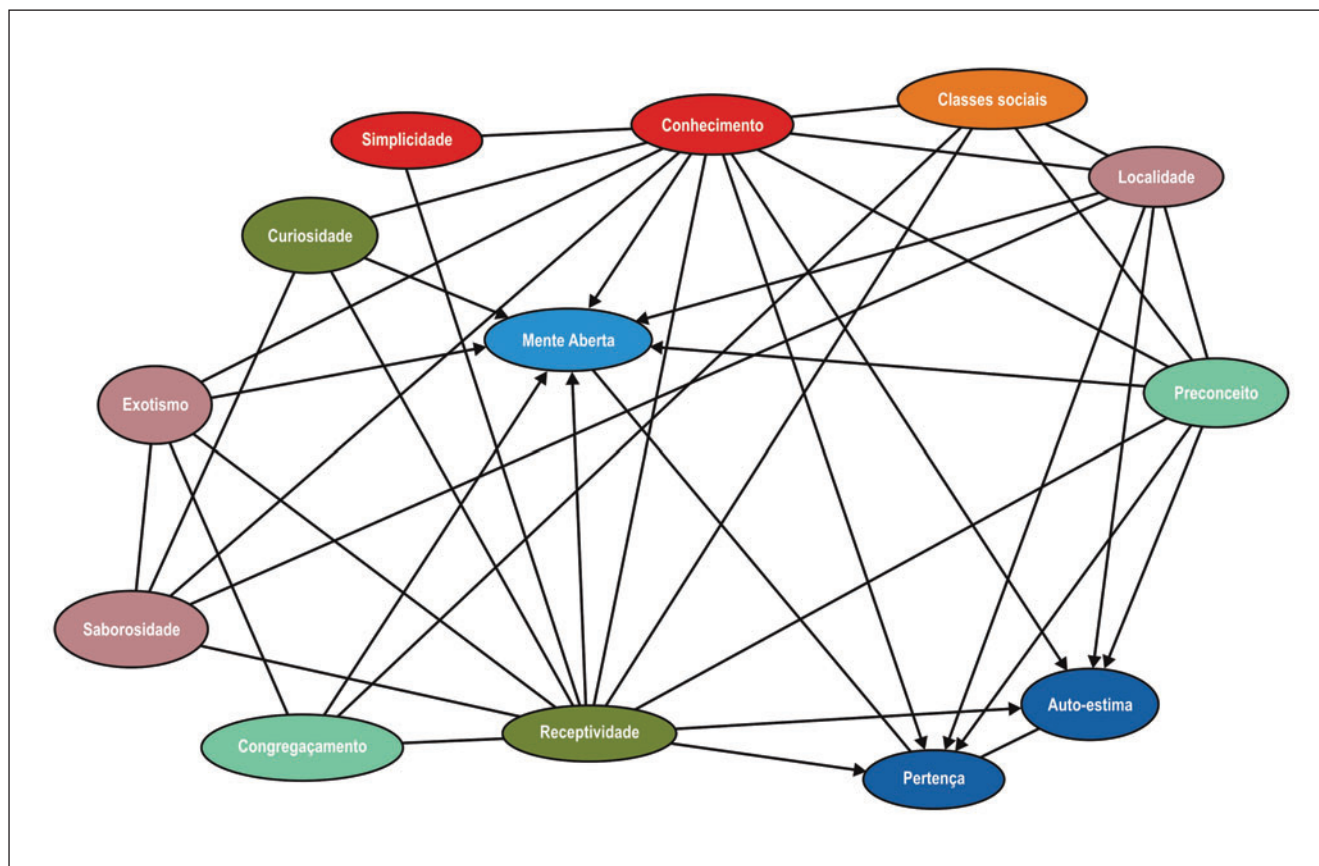 Classes sociais
Conhecimento
Simplicidade
Localidade
Curiosidade
Mente Aberta
Preconceito
Exotismo
Saborosidade
Auto-estima
Receptividade
Congregaçamento
Pertença